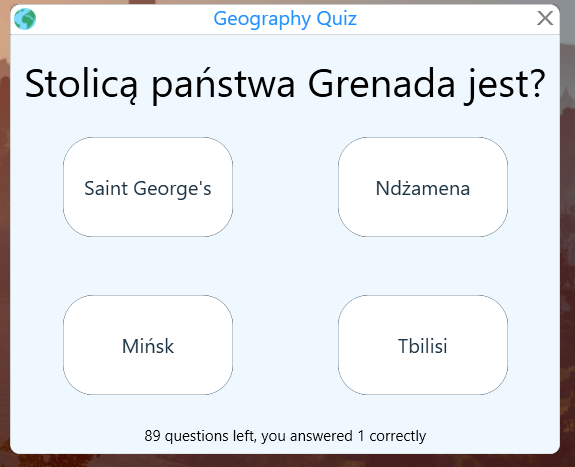 Geography Quiz
Stolicą państwa Grenada jest?
Saint George's
Ndżamena
Mińsk
Tbilisi
89 questions left, you answered 1 correctly